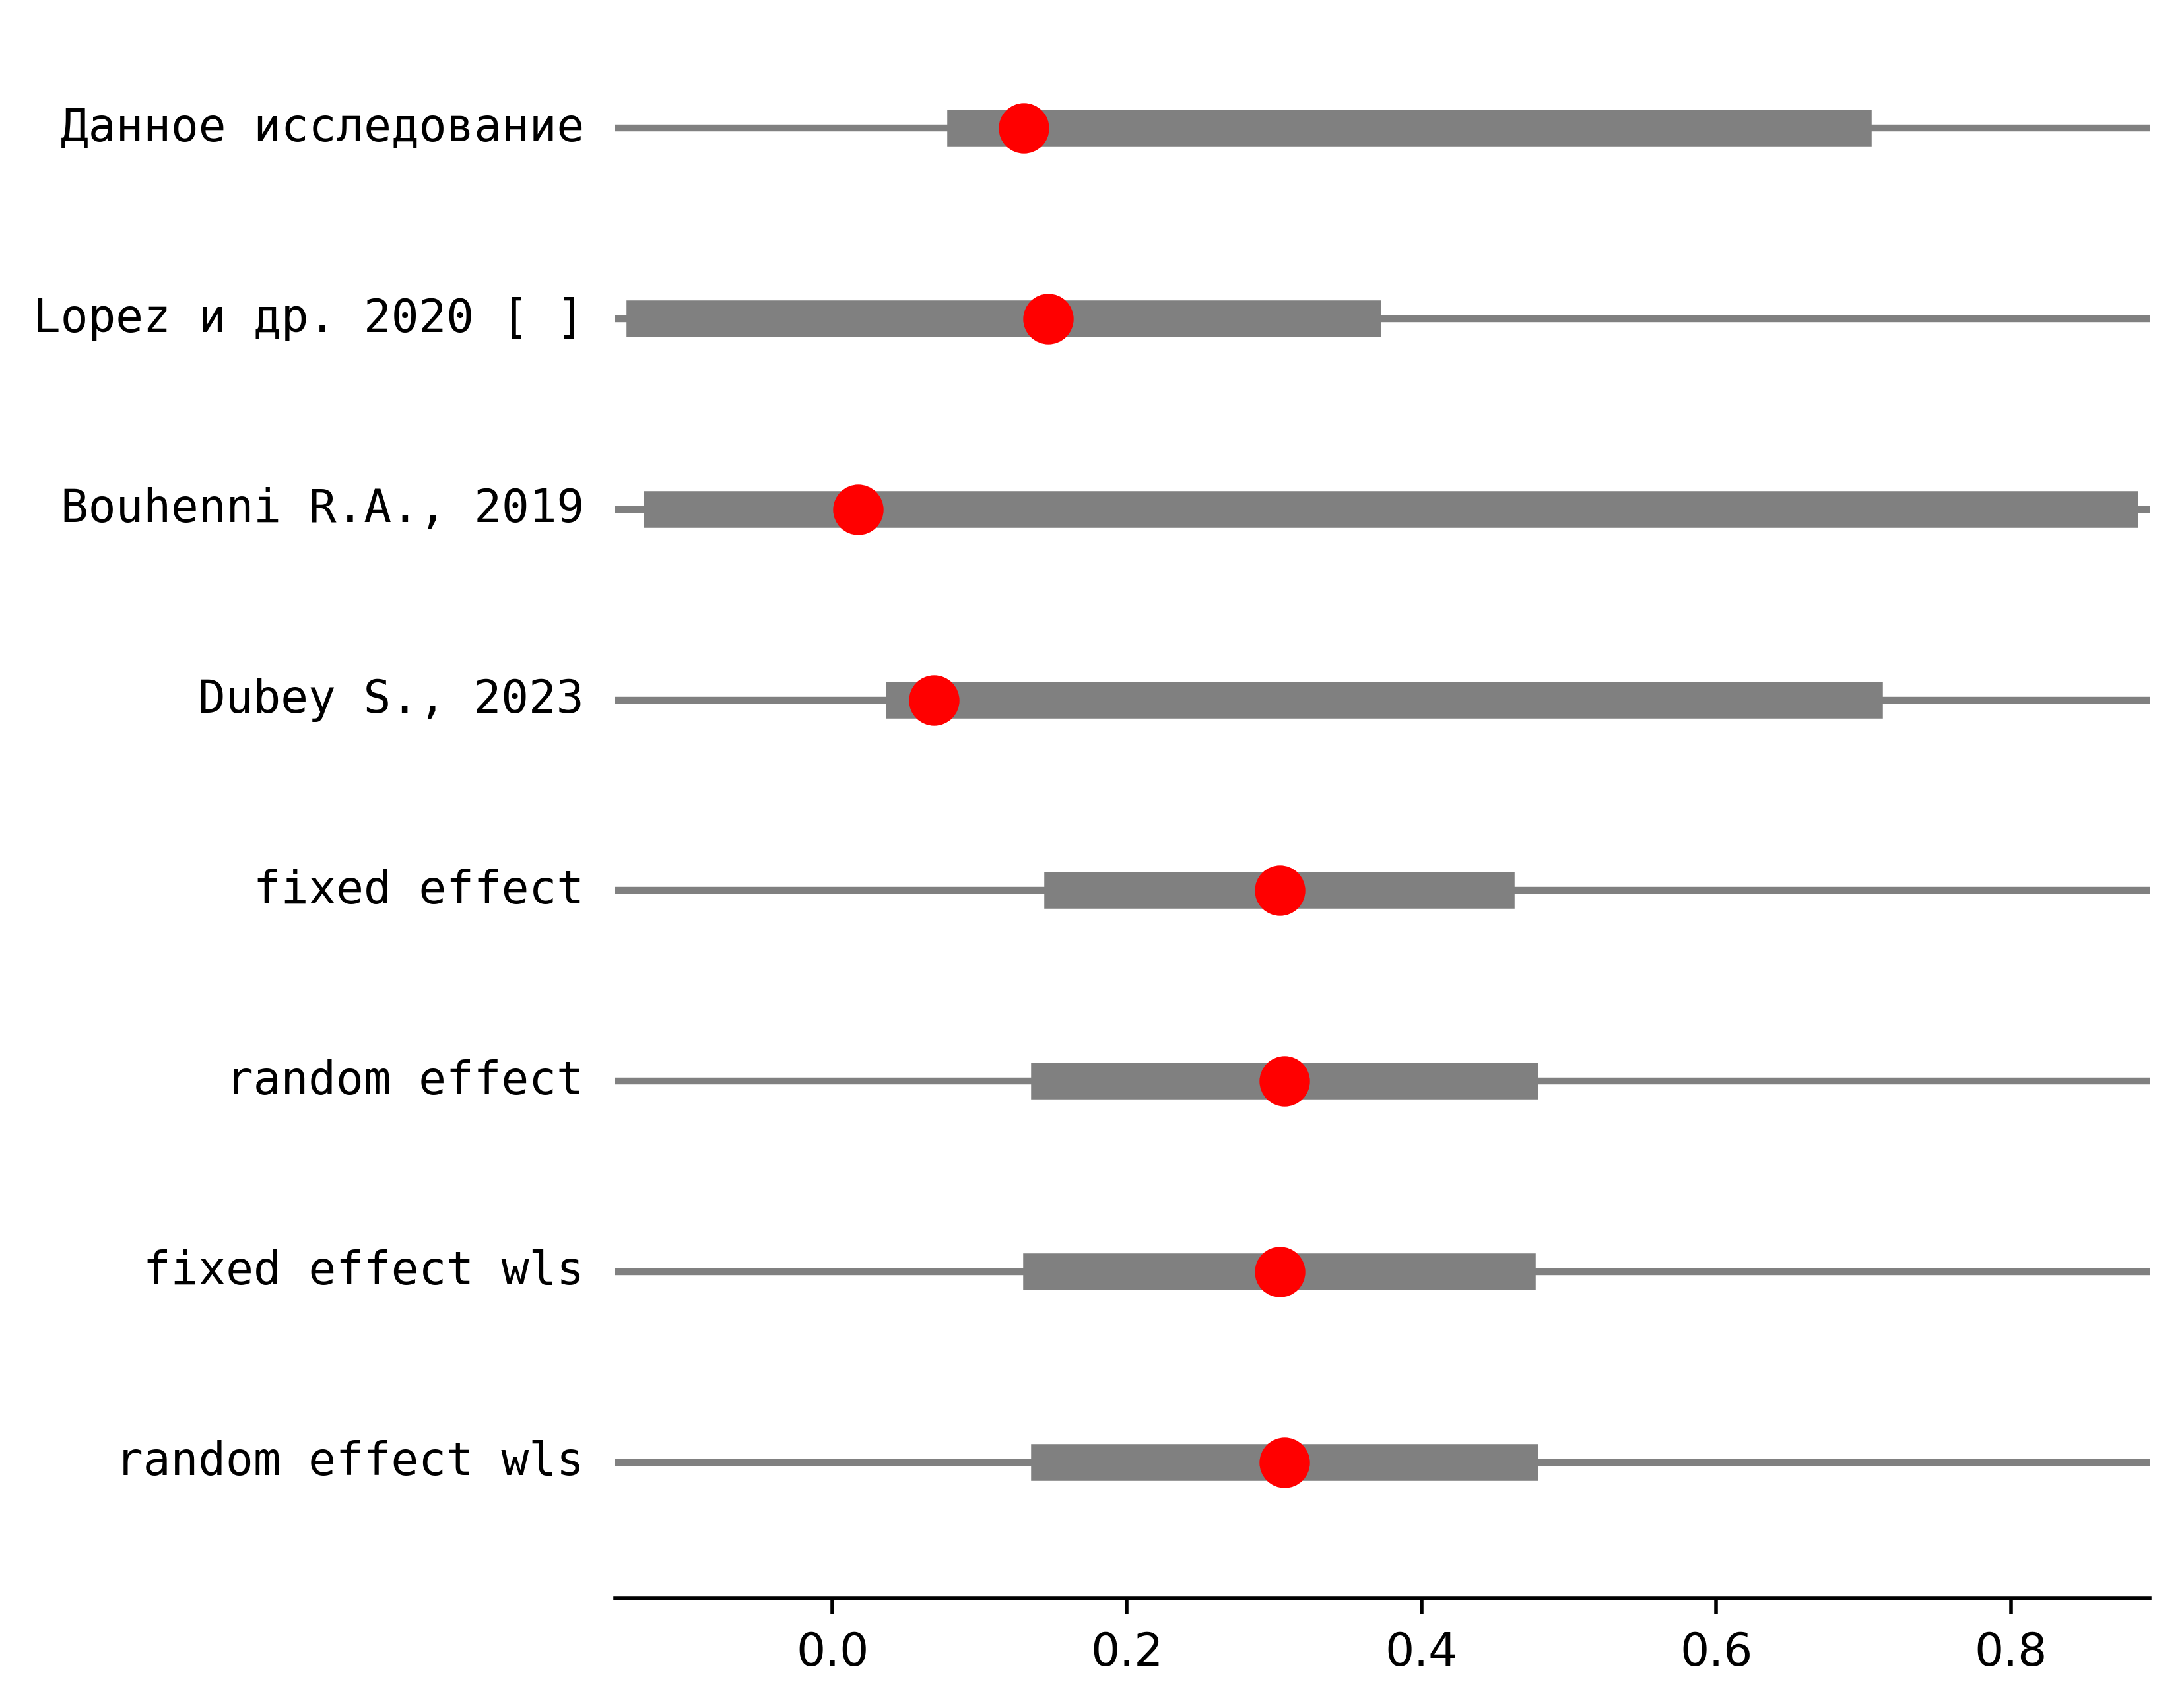 Данное исследование
Lopez и др. 2020 [ ]
Bouhenni R.A., 2019
Dubey S., 2023
fixed effect
random effect
fixed effect wls
random effect wls
0.0 0.2 0.4 0.6 0.8